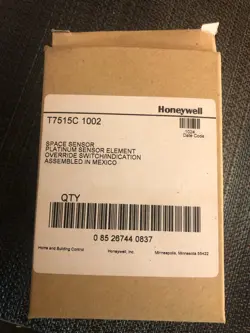 Honeywell
T7515C 1002
Date Code
SPACE SENSOR
PLATINUM SENSOR ELEMENT
OVERRIDE SWITCH/INDICATION
ASSEMBLED IN MEXICO
QTY
0 85 26744 0837
Home and Building Control Honeywell, Inc. Minneapolis, Minnesota 55422